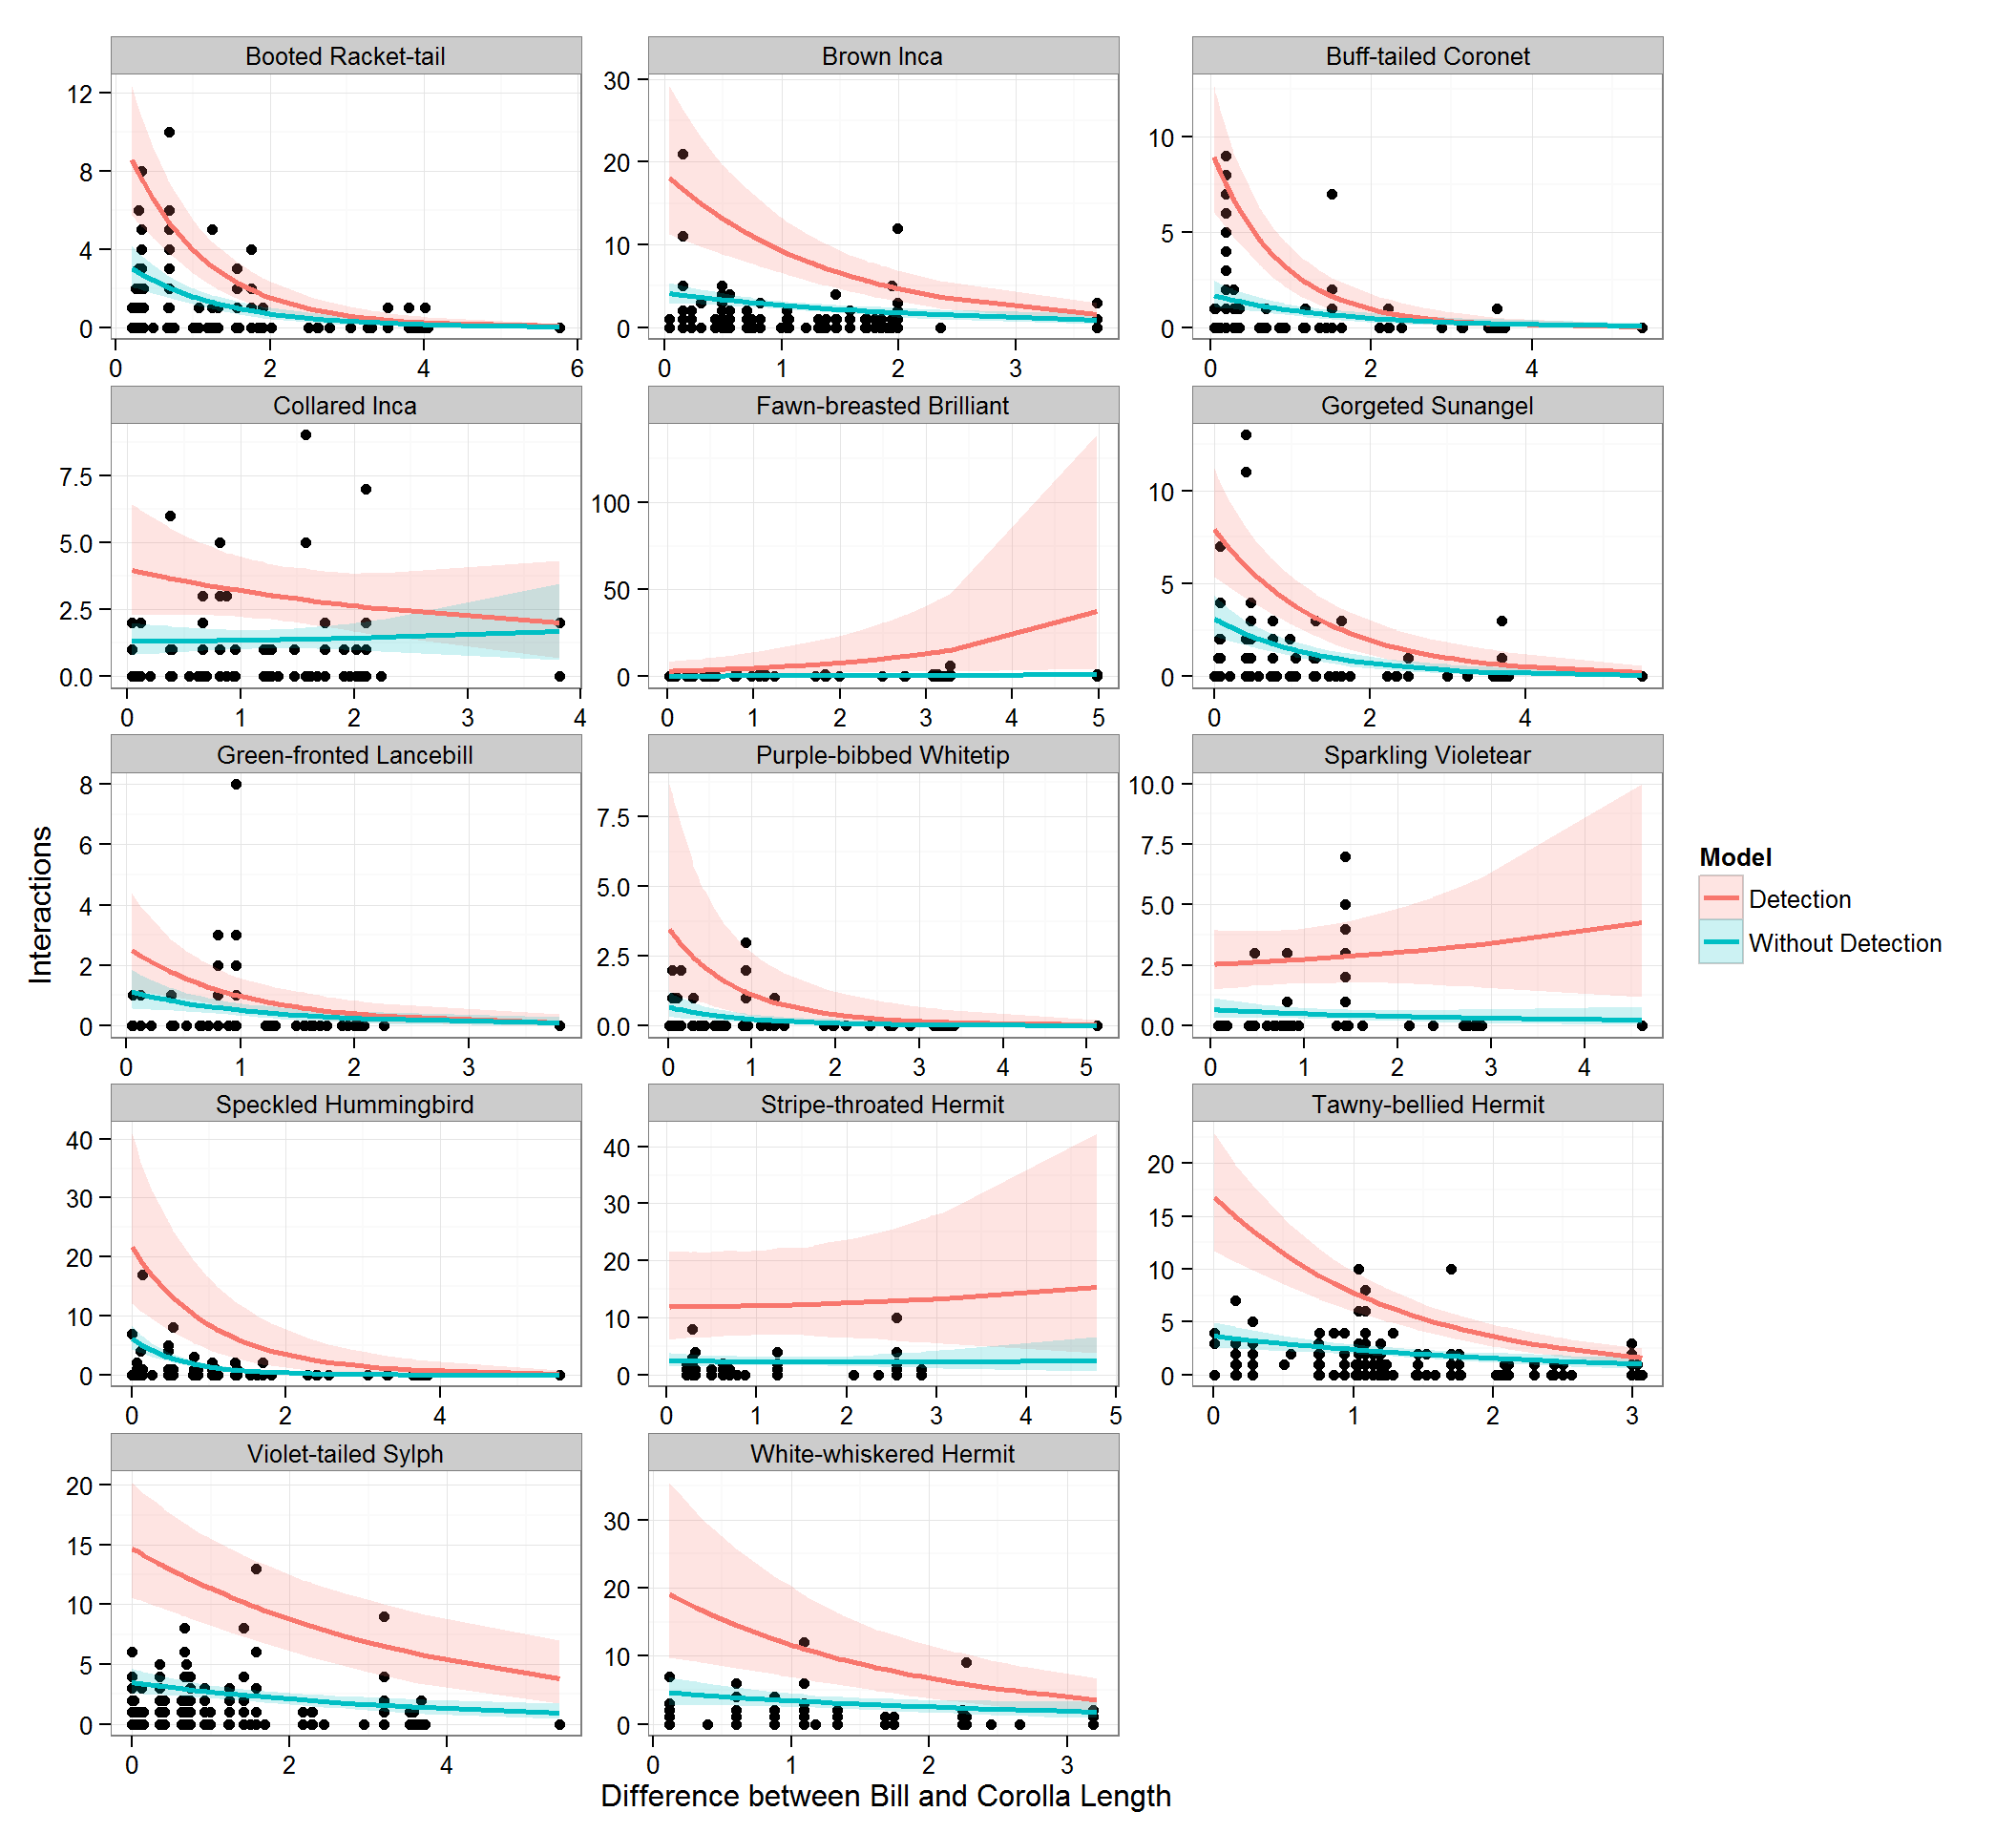 Booted Racket-tail
Brown Inca
Buff-tailed Coronet
12
8
4
0
0 2 4 6
30
20
10
0
0 1 2 3
10
5
0
0 2 4
Collared Inca
Fawn-breasted Brilliant
Gorgeted Sunangel
7.5
5.0
2.5
0.0
0 1 2 3 4
100
50
0
0 1 2 3 4 5
10
5
0
0 2 4
Green-fronted Lancebill
Purple-bibbed Whitetip
Sparkling Violetear
8
6
4
2
0
0 1 2 3
7.5
5.0
2.5
0.0
0 1 2 3 4 5
10.0
7.5
5.0
2.5
0.0
0 1 2 3 4
Speckled Hummingbird
Stripe-throated Hermit
Tawny-bellied Hermit
40
30
20
10
0
0 2 4
40
30
20
10
0
0 1 2 3 4 5
20
15
10
5
0
0 1 2 3
Violet-tailed Sylph
White-whiskered Hermit
20
15
10
5
0
0 2 4
30
20
10
0
0 1 2 3
Interactions
Difference between Bill and Corolla Length
Model
Detection
Without Detection